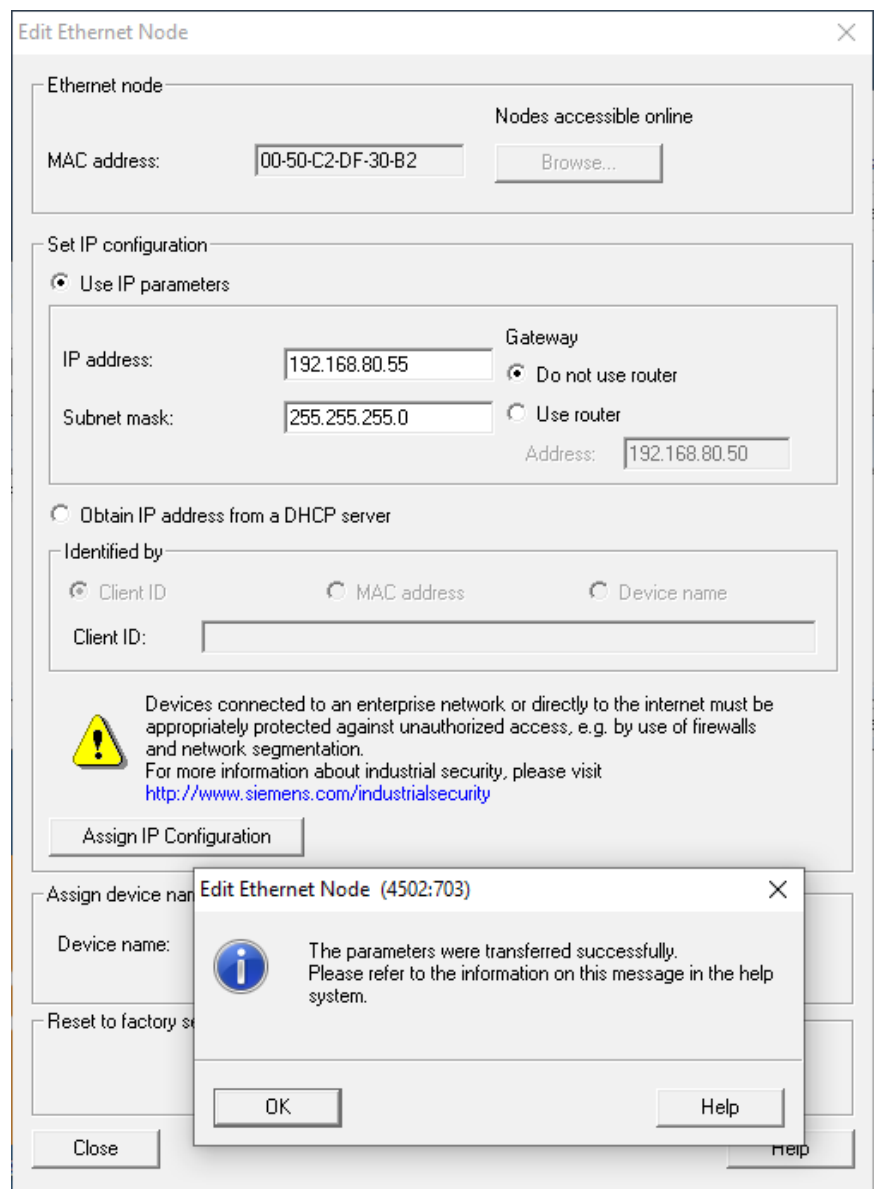 Edit Ethernet Node
Ethernet node
Nodes accessible online
MAC address:
00-50-C2-DF-30-B2
Browse...
Set IP configuration
Use IP parameters
Gateway
IP address:
192.168.80.55
Do not use router
Subnet mask:
255.255.255.0
Use router
Address:
192.168.80.50
Obtain IP address from a DHCP server
Identified by
Client ID
MAC address
Device name
Client ID:
Devices connected to an enterprise network or directly to the internet must be
appropriately protected against unauthorized access, e.g. by use of firewalls
and network segmentation.
For more information about industrial security, please visit
http://www.siemens.com/industrialsecurity
Assign IP Configuration
Assign device
Device name:
Reset to factory
Edit Ethernet Node (4502:703)
The parameters were transferred successfully.
Please refer to the information on this message in the help
system.
OK
Help
Close
Help